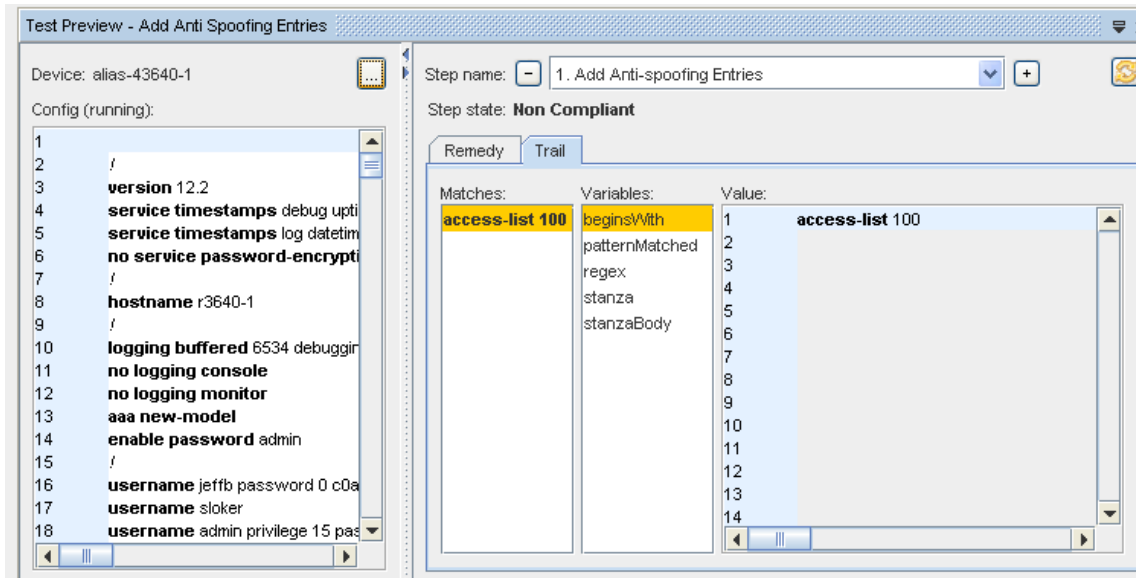 Test Preview - Add Anti Spoofing Entries
Device: alias-43640-1
...
Config (running):
1
2 !
3 version 12.2
4 service timestamps debug upti
5 service timestamps log datetim
6 no service password-encrypti
7 !
8 hostname r3640-1
9 !
10 logging buffered 6534 debuggin
11 no logging console
12 no logging monitor
13 aaa new-model
14 enable password admin
15 !
16 username jeffb password 0 c0a
17 username sloker
18 username admin privilege 15 pas
Step name: - 1. Add Anti-spoofing Entries +
Step state: Non Compliant
Remedy Trail
Matches:
access-list 100
Variables:
beginsWith
patternMatched
regex
stanza
stanzaBody
Value:
1 access-list 100
2
3
4
5
6
7
8
9
10
11
12
13
14